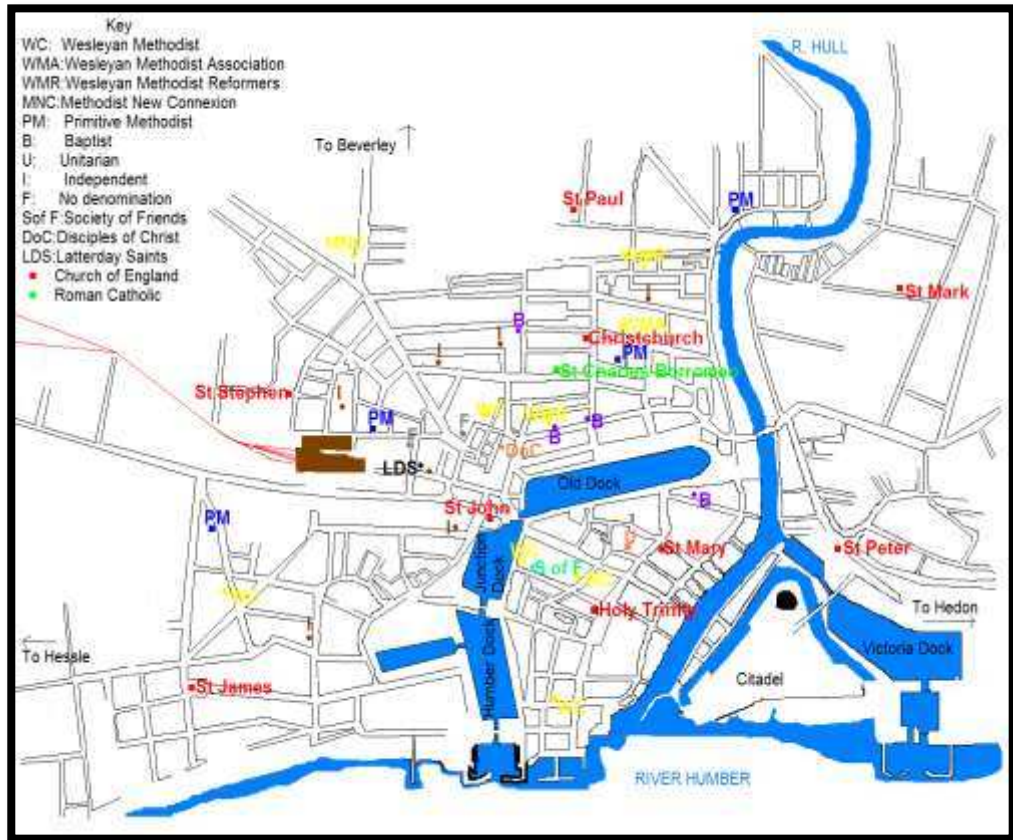 Key
WC: Wesleyan Methodist
WMA:Wesleyan Methodist Association
WMR:Wesleyan Methodist Reformers
MNC:Methodist New Connexion
PM: Primitive Methodist
B: Baptist
U: Unitarian
I: Independent
F: No denomination
Sof F:Society of Friends
DoC:Disciples of Christ
LDS:Latterday Saints
Church of England
Roman Catholic
R. HULL
To Beverley
St Paul
PM
St Mark
B
Christchurch
PM
St Charles Borromeo
St Stephen
PM
B
B
DoC
LDS
Old Dock
B
St John
PM
St Mary
St Peter
Junction Dock
S of F
Holy Trinity
To Hedon
To Hessle
Humber Dock
Victoria Dock
Citadel
St James
RIVER HUMBER